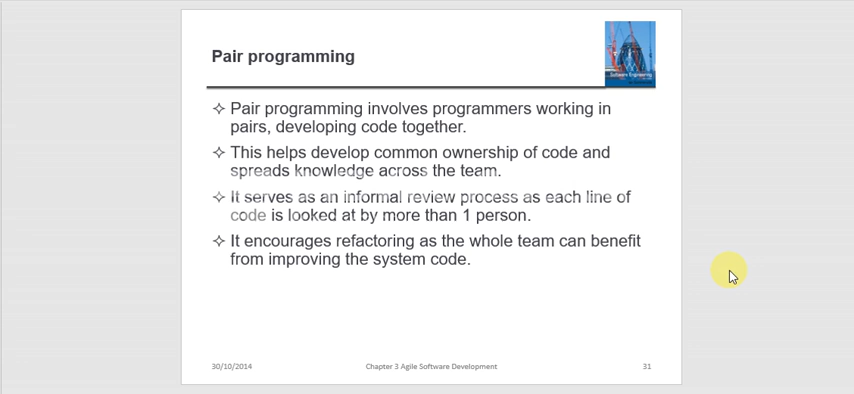 Pair programming
Software Engineering
✧ Pair programming involves programmers working in
pairs, developing code together.
✧ This helps develop common ownership of code and
spreads knowledge across the team.
✧ It serves as an informal review process as each line of
code is looked at by more than 1 person.
✧ It encourages refactoring as the whole team can benefit
from improving the system code.
30/10/2014
Chapter 3 Agile Software Development
31